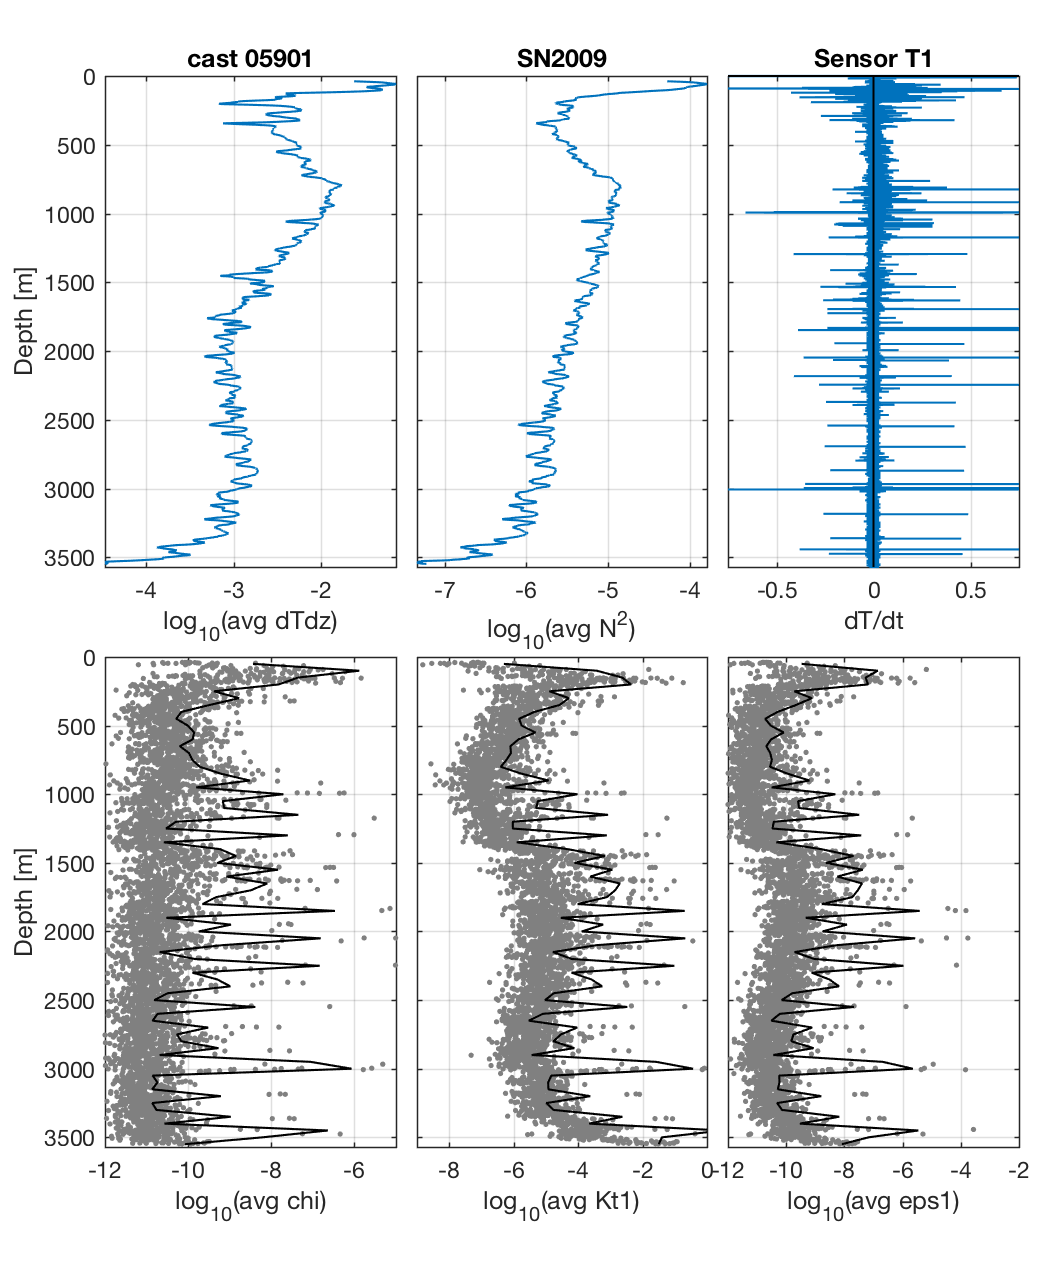 cast 05901
SN2009
Sensor T1
0
500
1000
1500
2000
2500
3000
3500
Depth [m]
-4 -3 -2
log10(avg dTdz)
-7 -6 -5 -4
log10(avg N2)
-0.5 0 0.5
dT/dt
0
500
1000
1500
2000
2500
3000
3500
Depth [m]
-12 -10 -8 -6
log10(avg chi)
-8 -6 -4 -2 0
log10(avg Kt1)
-12 -10 -8 -6 -4 -2
log10(avg eps1)